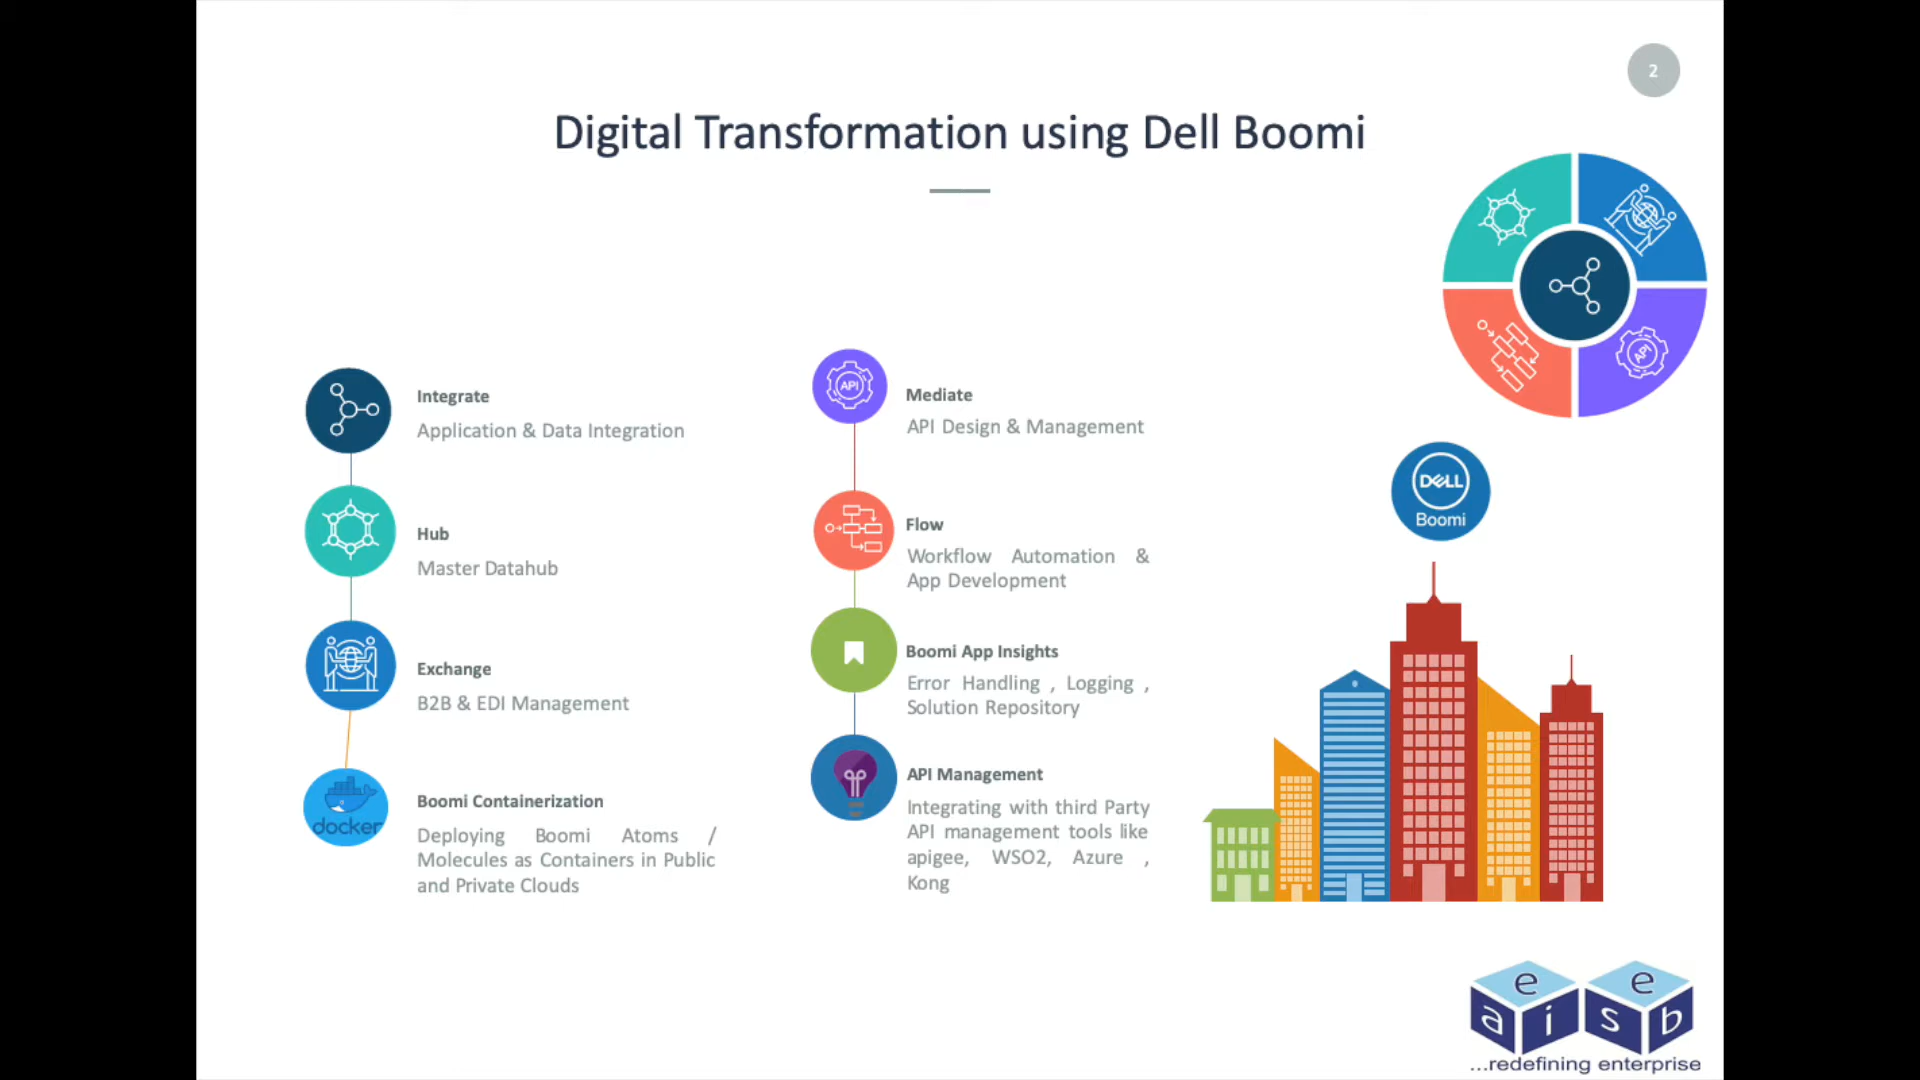 2
Digital Transformation using Dell Boomi
Integrate
Application & Data Integration
Hub
Master Datahub
Exchange
B2B & EDI Management
docker
Boomi Containerization
Deploying Boomi Atoms /
Molecules as Containers in Public
and Private Clouds
API
Mediate
API Design & Management
Flow
Workflow Automation &
App Development
Boomi App Insights
Error Handling , Logging ,
Solution Repository
API Management
Integrating with third Party
API management tools like
apigee, WSO2, Azure ,
Kong
API
DELL
Boomi
e e
a i s b
...redefining enterprise